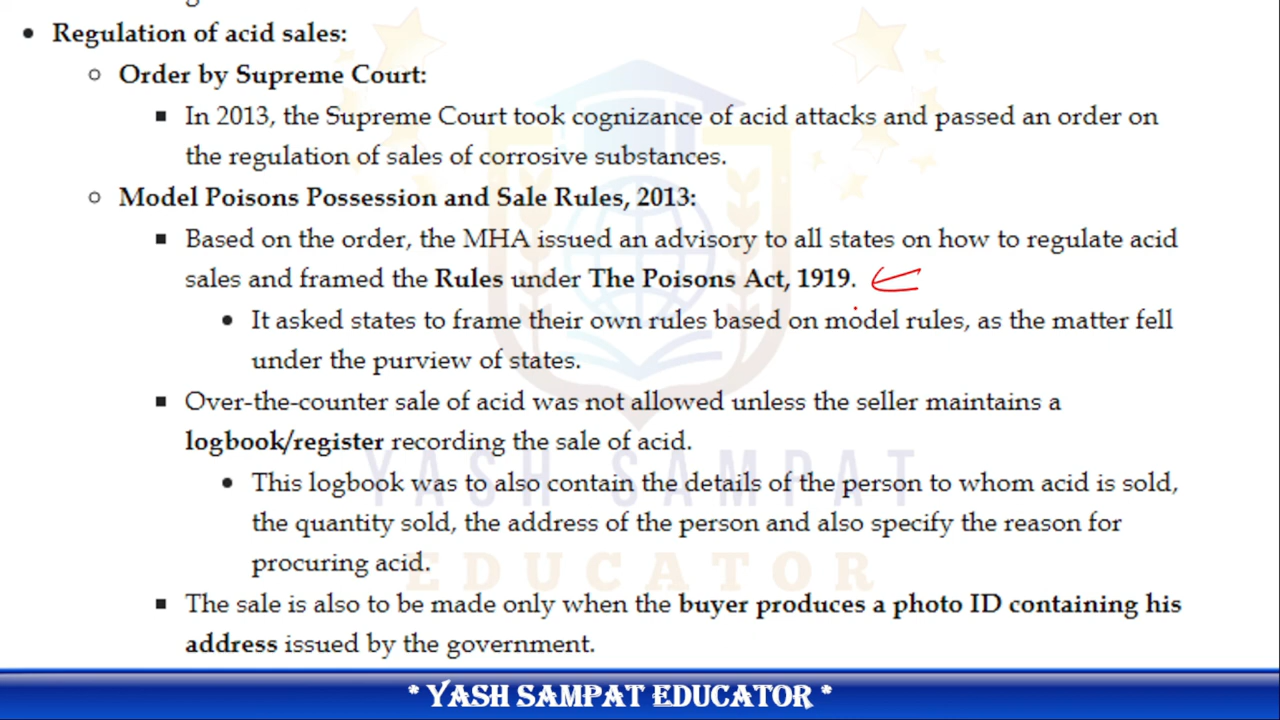 • Regulation of acid sales:
○ Order by Supreme Court:
▪ In 2013, the Supreme Court took cognizance of acid attacks and passed an order on
the regulation of sales of corrosive substances.
○ Model Poisons Possession and Sale Rules, 2013:
▪ Based on the order, the MHA issued an advisory to all states on how to regulate acid
sales and framed the Rules under The Poisons Act, 1919.
• It asked states to frame their own rules based on model rules, as the matter fell
under the purview of states.
▪ Over-the-counter sale of acid was not allowed unless the seller maintains a
logbook/register recording the sale of acid.
• This logbook was to also contain the details of the person to whom acid is sold,
the quantity sold, the address of the person and also specify the reason for
procuring acid.
▪ The sale is also to be made only when the buyer produces a photo ID containing his
address issued by the government.
YASH SAMPAT
EDUCATOR
* YASH SAMPAT EDUCATOR *